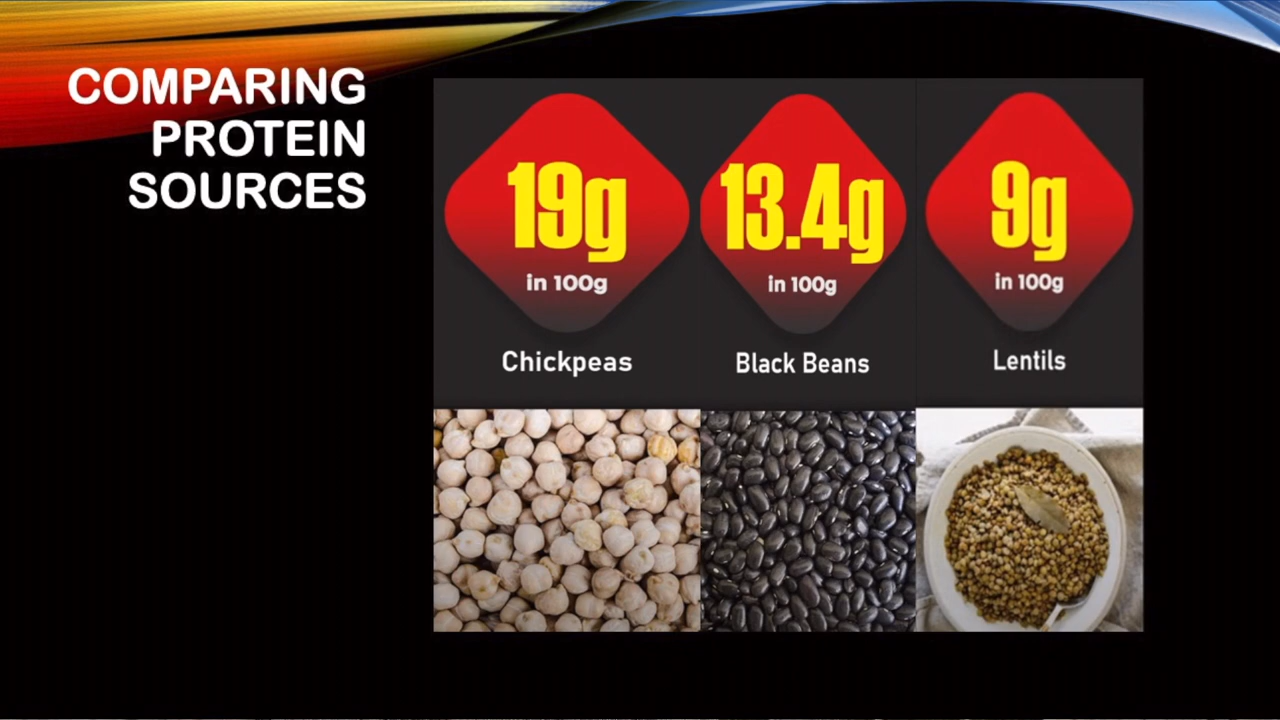 COMPARING
PROTEIN
SOURCES
19g
in 100g
Chickpeas
13.4g
in 100g
Black Beans
9g
in 100g
Lentils